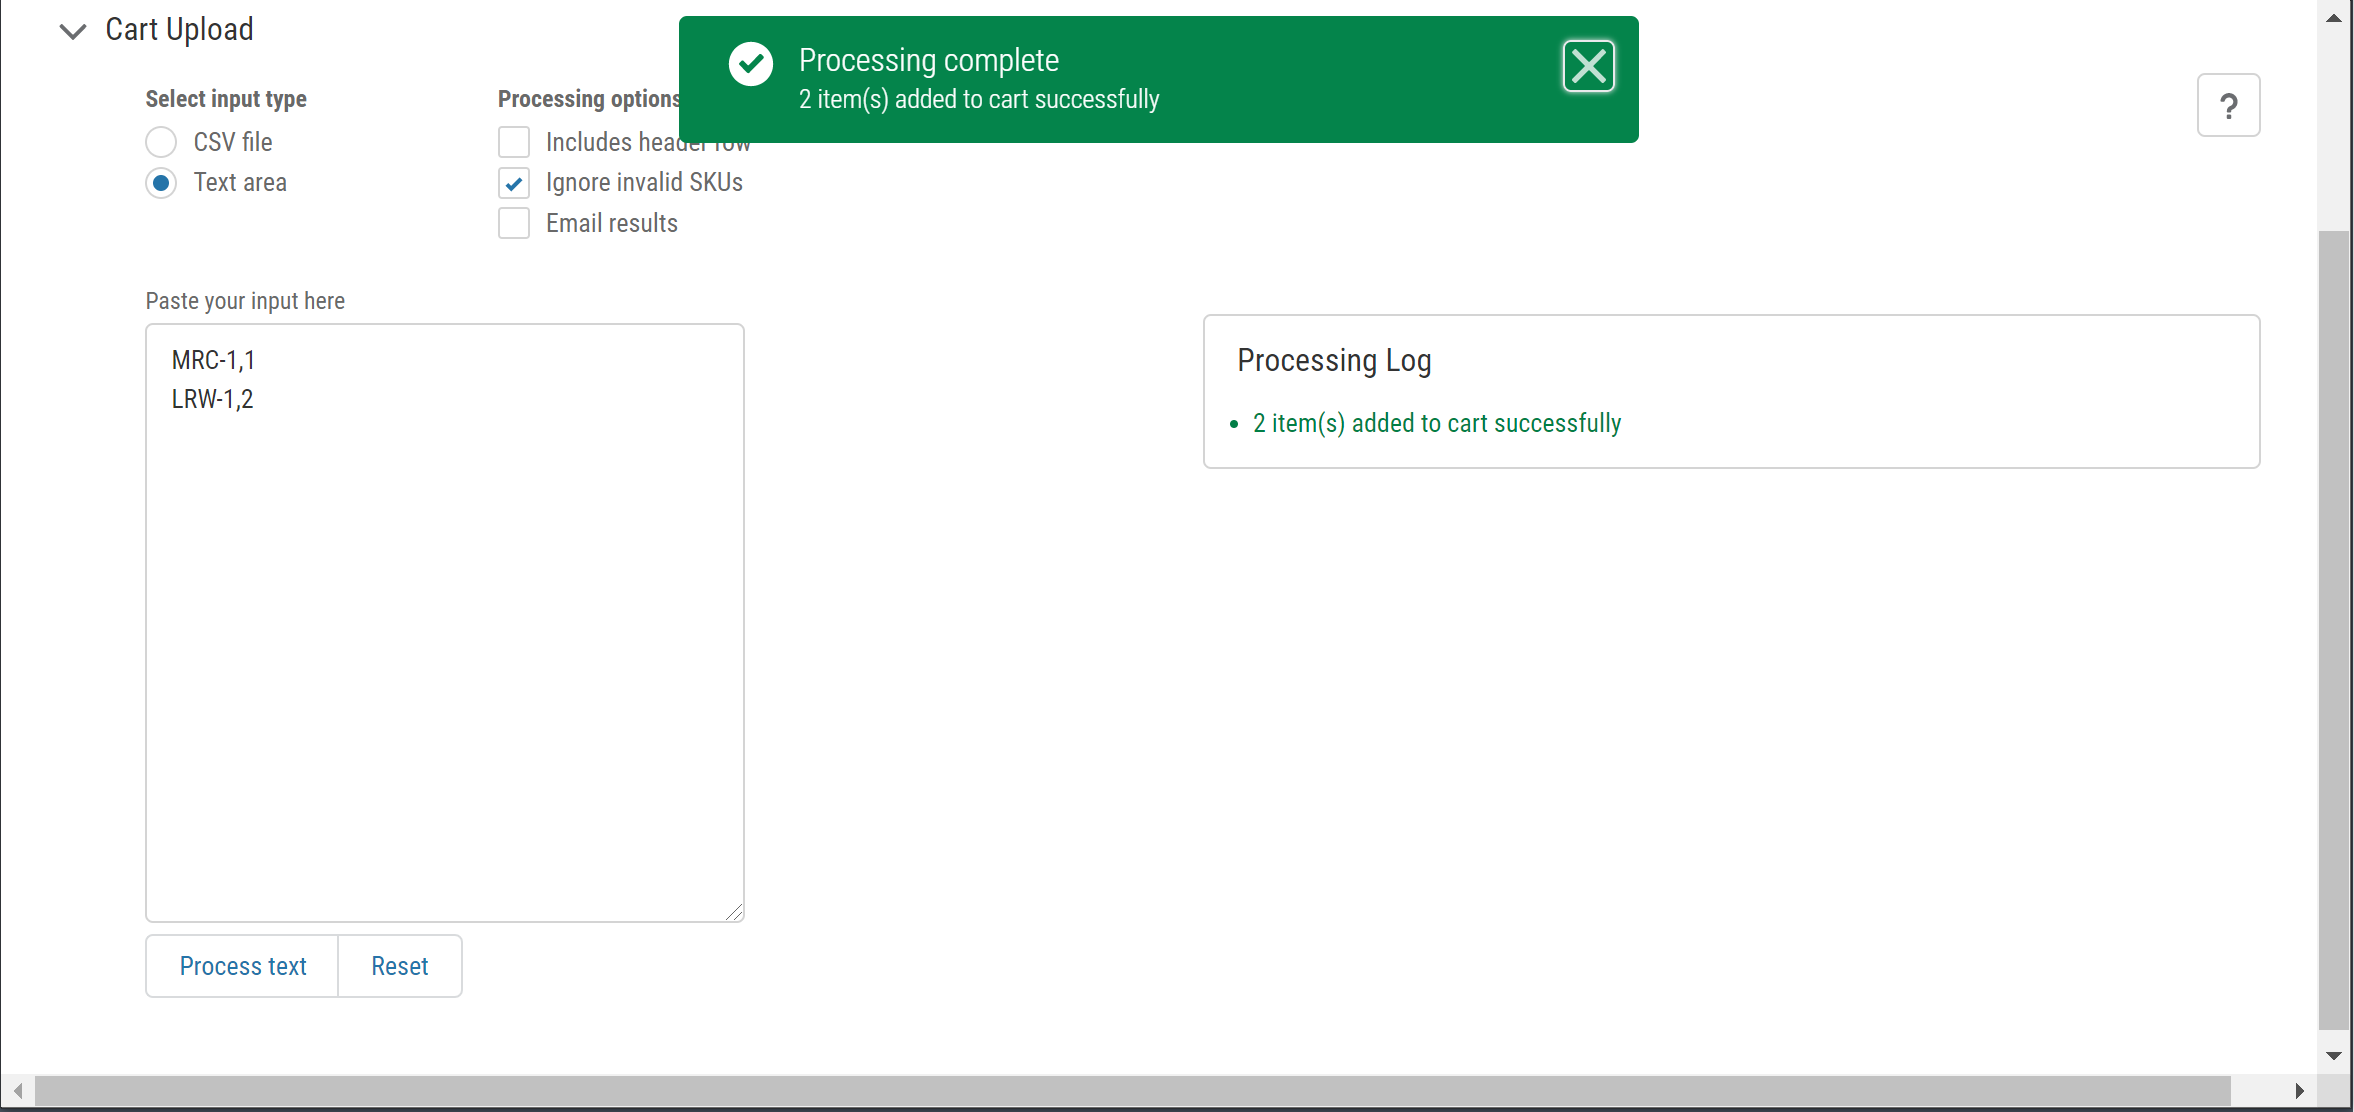 Cart Upload
Processing complete
2 item(s) added to cart successfully
?
Select input type
CSV file
Text area
Processing options
Includes header row
Ignore invalid SKUs
Email results
Paste your input here
MRC-1,1
LRW-1,2
Process text
Reset
Processing Log
2 item(s) added to cart successfully